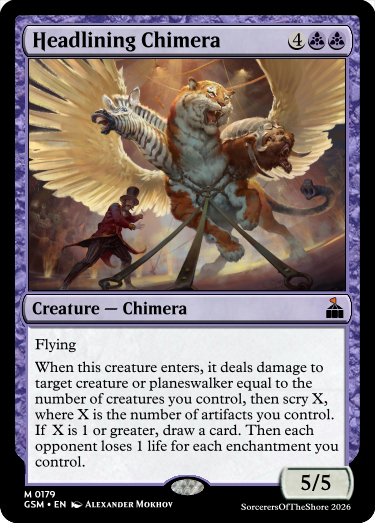 Headlining Chimera 4
Creature — Chimera
Flying
When this creature enters, it deals damage to
target creature or planeswalker equal to the
number of creatures you control, then scry X,
where X is the number of artifacts you control.
If X is 1 or greater, draw a card. Then each
opponent loses 1 life for each enchantment you
control.
5/5
M 0179
GSM • EN Alexander Mokhov
SorcerersOfTheShore 2026